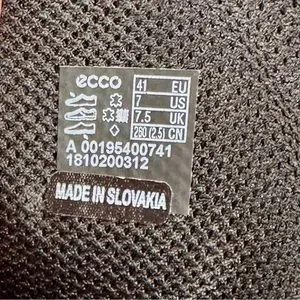 ecco
41 EU
7 US
7.5 UK
260 (2.5) CN
A 00195400741
1810200312
MADE IN SLOVAKIA